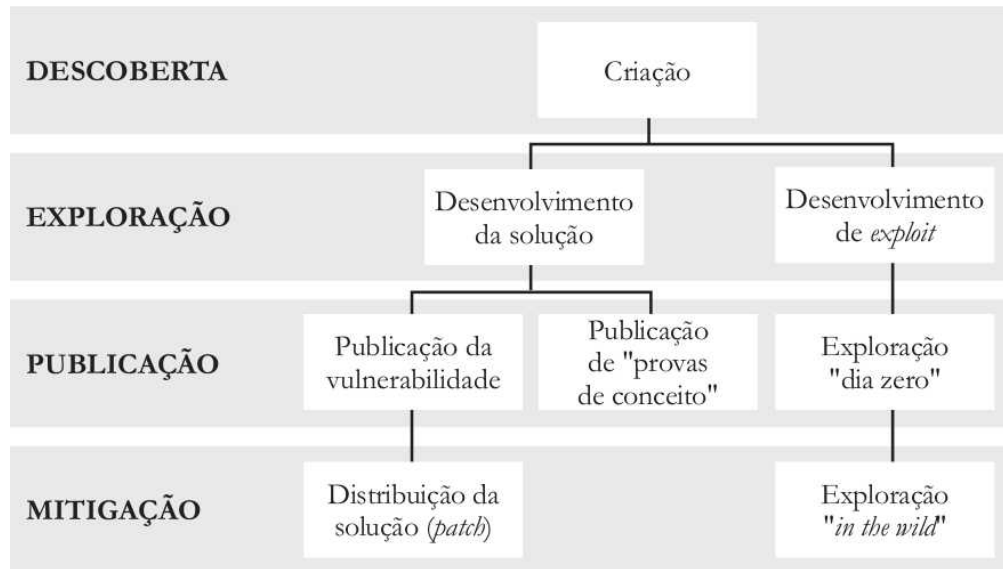 DESCOBERTA
Criação
EXPLORAÇÃO
Desenvolvimento
da solução
Desenvolvimento
de exploit
PUBLICAÇÃO
Publicação da
vulnerabilidade
Publicação
de "provas
de conceito"
Exploração
"dia zero"
MITIGAÇÃO
Distribuição da
solução (patch)
Exploração
"in the wild"